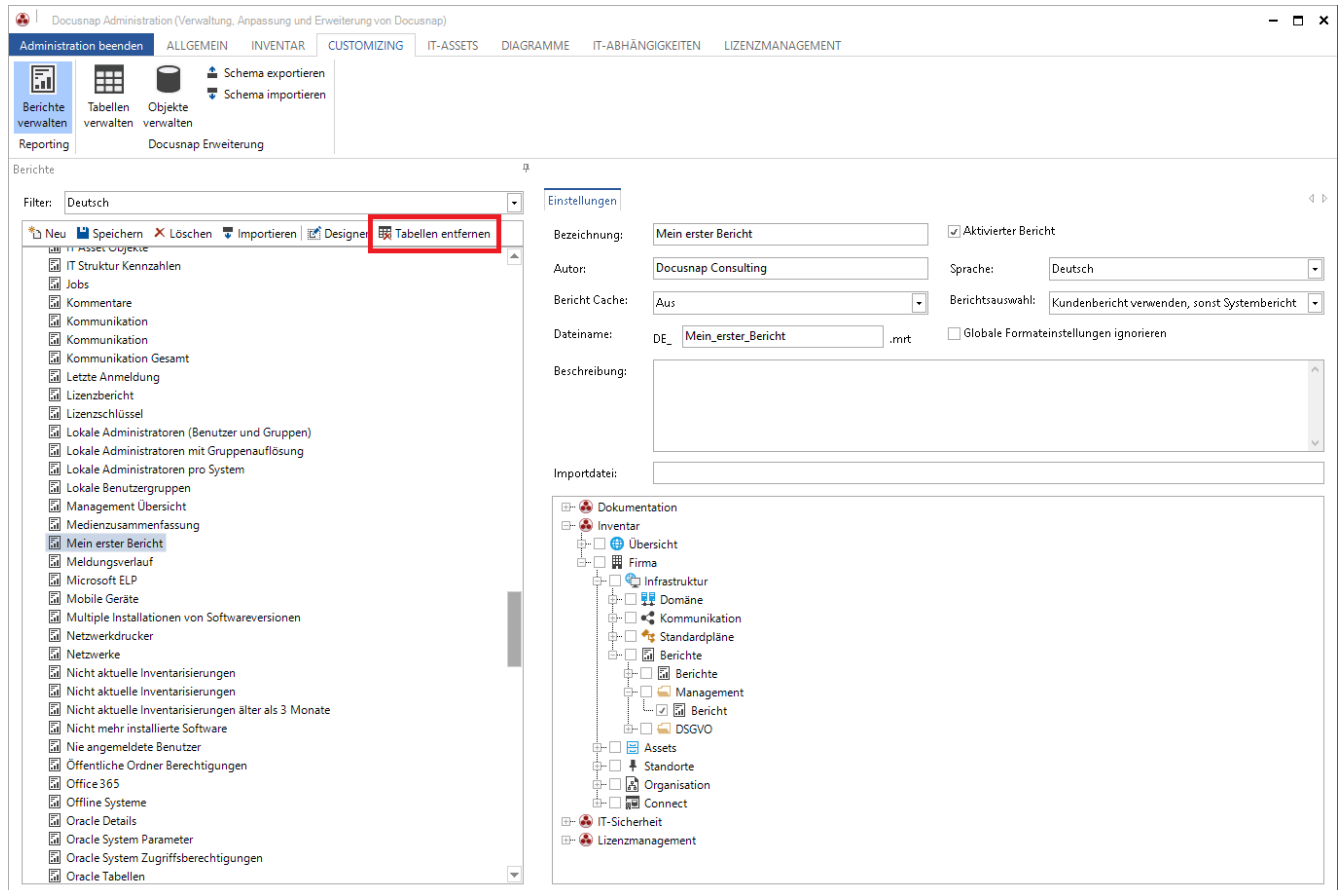 Docusnap Administration (Verwaltung, Anpassung und Erweiterung von Docusnap)
Administration beenden ALLGEMEIN INVENTAR CUSTOMIZING IT-ASSETS DIAGRAMME IT-ABHÄNGIGKEITEN LIZENZMANAGEMENT
Berichte verwalten
Tabellen verwalten
Objekte verwalten
Schema exportieren
Schema importieren
Reporting
Docusnap Erweiterung
Berichte
Filter: Deutsch
Neu Speichern Löschen Importieren Designer Tabellen entfernen
IT Asset Objekte
IT Struktur Kennzahlen
Jobs
Kommentare
Kommunikation
Kommunikation
Kommunikation Gesamt
Letzte Anmeldung
Lizenzbericht
Lizenzschlüssel
Lokale Administratoren (Benutzer und Gruppen)
Lokale Administratoren mit Gruppenauflösung
Lokale Administratoren pro System
Lokale Benutzergruppen
Management Übersicht
Medienzusammenfassung
Mein erster Bericht
Meldungsverlauf
Microsoft ELP
Mobile Geräte
Multiple Installationen von Softwareversionen
Netzwerkdrucker
Netzwerke
Nicht aktuelle Inventarisierungen
Nicht aktuelle Inventarisierungen
Nicht aktuelle Inventarisierungen älter als 3 Monate
Nicht mehr installierte Software
Nie angemeldete Benutzer
Öffentliche Ordner Berechtigungen
Office 365
Offline Systeme
Oracle Details
Oracle System Parameter
Oracle System Zugriffsberechtigungen
Oracle Tabellen
Einstellungen
Bezeichnung: Mein erster Bericht Aktivierter Bericht
Autor: Docusnap Consulting Sprache: Deutsch
Bericht Cache: Aus Berichtsauswahl: Kundenbericht verwenden, sonst Systembericht
Dateiname: DE_ Mein_erster_Bericht .mrt Globale Formateinstellungen ignorieren
Beschreibung:
Importdatei:
Dokumentation
Inventar
Übersicht
Firma
Infrastruktur
Domäne
Kommunikation
Standardpläne
Berichte
Berichte
Management
Bericht
DSGVO
Assets
Standorte
Organisation
Connect
IT-Sicherheit
Lizenzmanagement